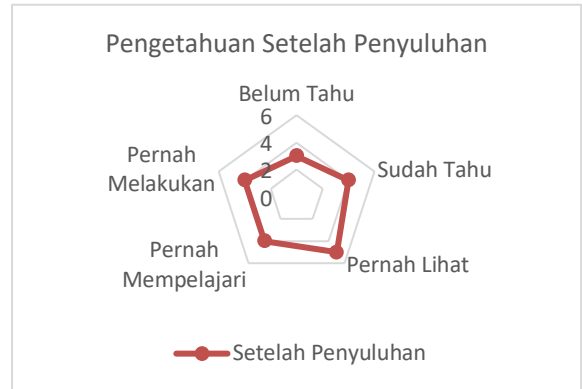 Pengetahuan Setelah Penyuluhan
Belum Tahu
6
4
2
0
Sudah Tahu
Pernah Lihat
Pernah
Mempelajari
Pernah
Melakukan
Setelah Penyuluhan